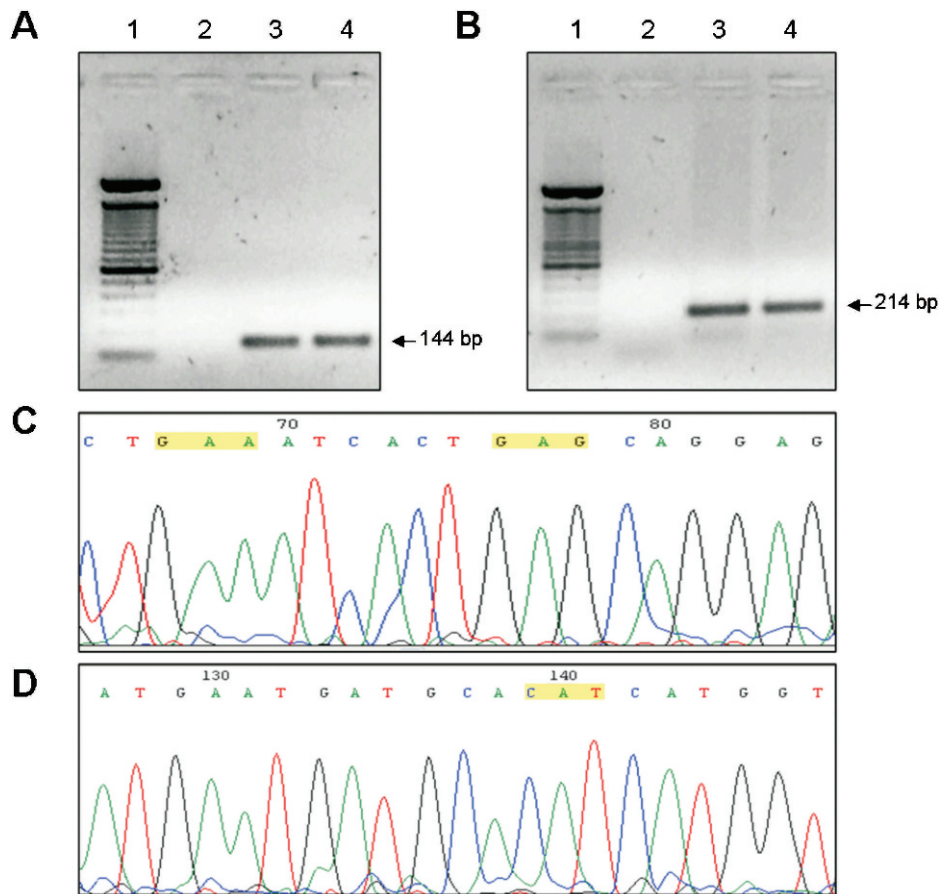 A 1 2 3 4
144 bp
B 1 2 3 4
214 bp
C
70 80
C T G A A A T C A C T G A G C A G G A G
D
130 140
A T G A A T G A T G C A C A T C A T G G T